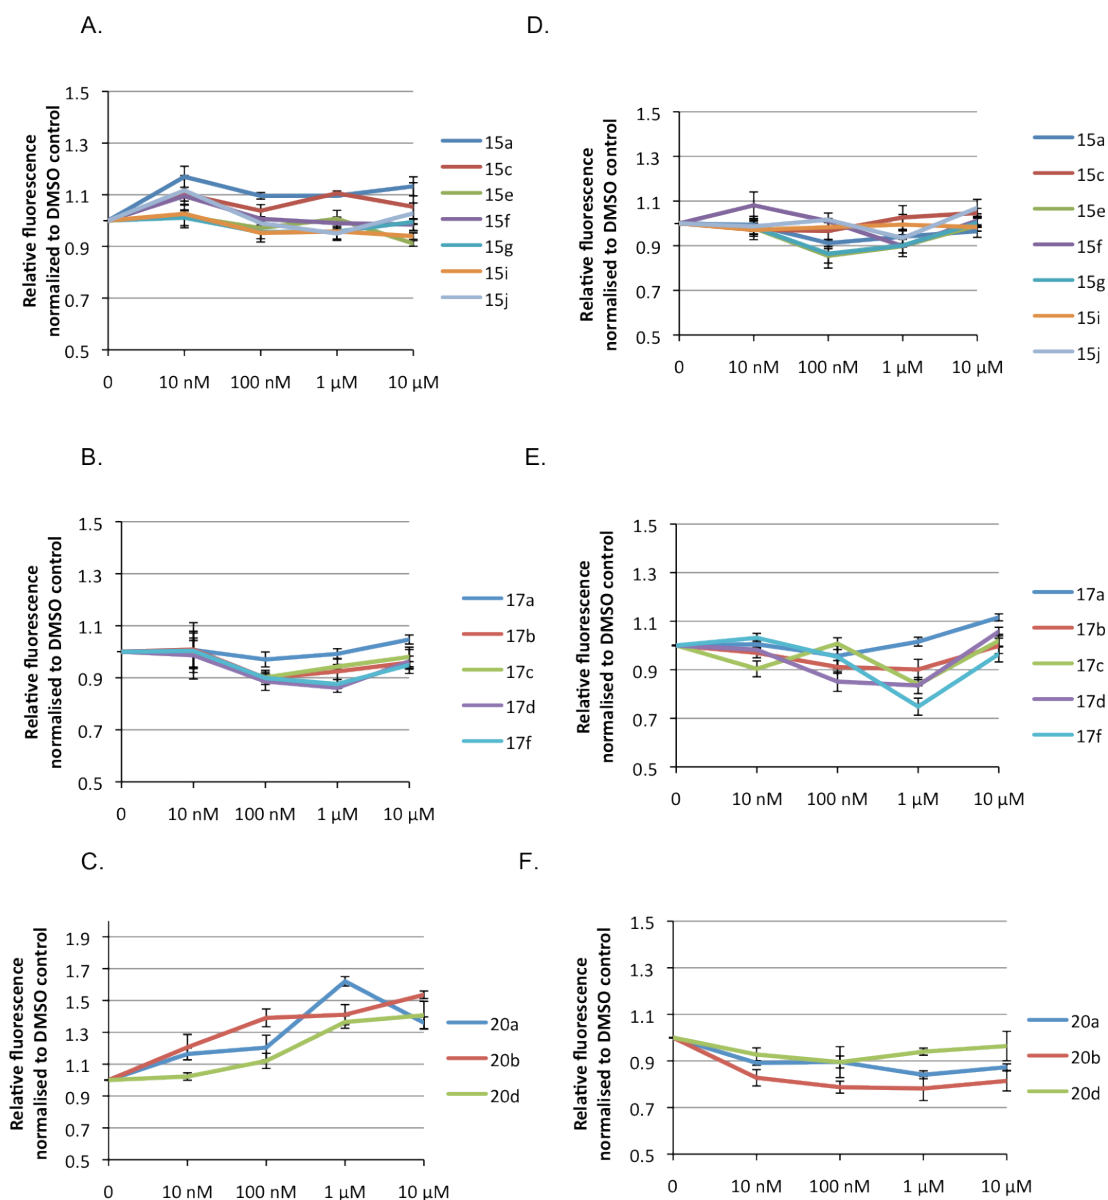 A.
Relative fluorescence
normalized to DMSO control
1.5
1.3
1.1
0.9
0.7
0.5
0 10 nM 100 nM 1 µM 10 µM
15a
15c
15e
15f
15g
15i
15j
D.
Relative fluorescence
normalised to DMSO control
1.5
1.3
1.1
0.9
0.7
0.5
0 10 nM 100 nM 1 µM 10 µM
15a
15c
15e
15f
15g
15i
15j
B.
Relative fluorescence
normalised to DMSO control
1.5
1.3
1.1
0.9
0.7
0.5
0 10 nM 100 nM 1 µM 10 µM
17a
17b
17c
17d
17f
E.
Relative fluorescence
normalised to DMSO control
1.5
1.3
1.1
0.9
0.7
0.5
0 10 nM 100 nM 1 µM 10 µM
17a
17b
17c
17d
17f
C.
Relative fluorescence
normalised to DMSO control
1.9
1.7
1.5
1.3
1.1
0.9
0.7
0.5
0 10 nM 100 nM 1 µM 10 µM
20a
20b
20d
F.
Relative fluorescence
normalised to DMSO control
1.5
1.3
1.1
0.9
0.7
0.5
0 10 nM 100 nM 1 µM 10 µM
20a
20b
20d